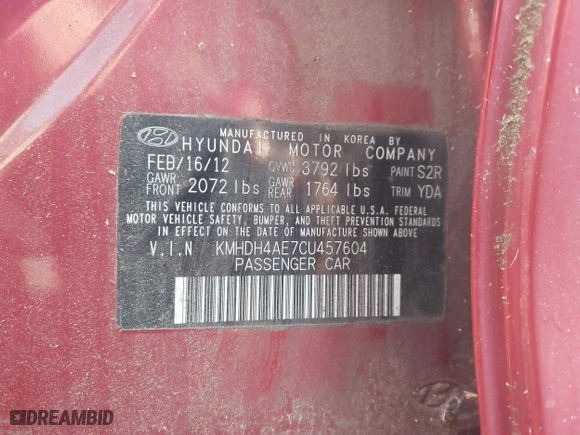 MANUFACTURED IN KOREA BY
HYUNDAI MOTOR COMPANY
FEB/16/12 GVWR 3792 lbs PAINT S2R
GAWR FRONT 2072 lbs GAWR REAR 1764 lbs TRIM YDA
THIS VEHICLE CONFORMS TO ALL APPLICABLE U.S.A. FEDERAL
MOTOR VEHICLE SAFETY, BUMPER, AND THEFT PREVENTION STANDARDS
IN EFFECT ON THE DATE OF MANUFACTURE SHOWN ABOVE.
V.I.N KMHDH4AE7CU457604
PASSENGER CAR
DREAMBID